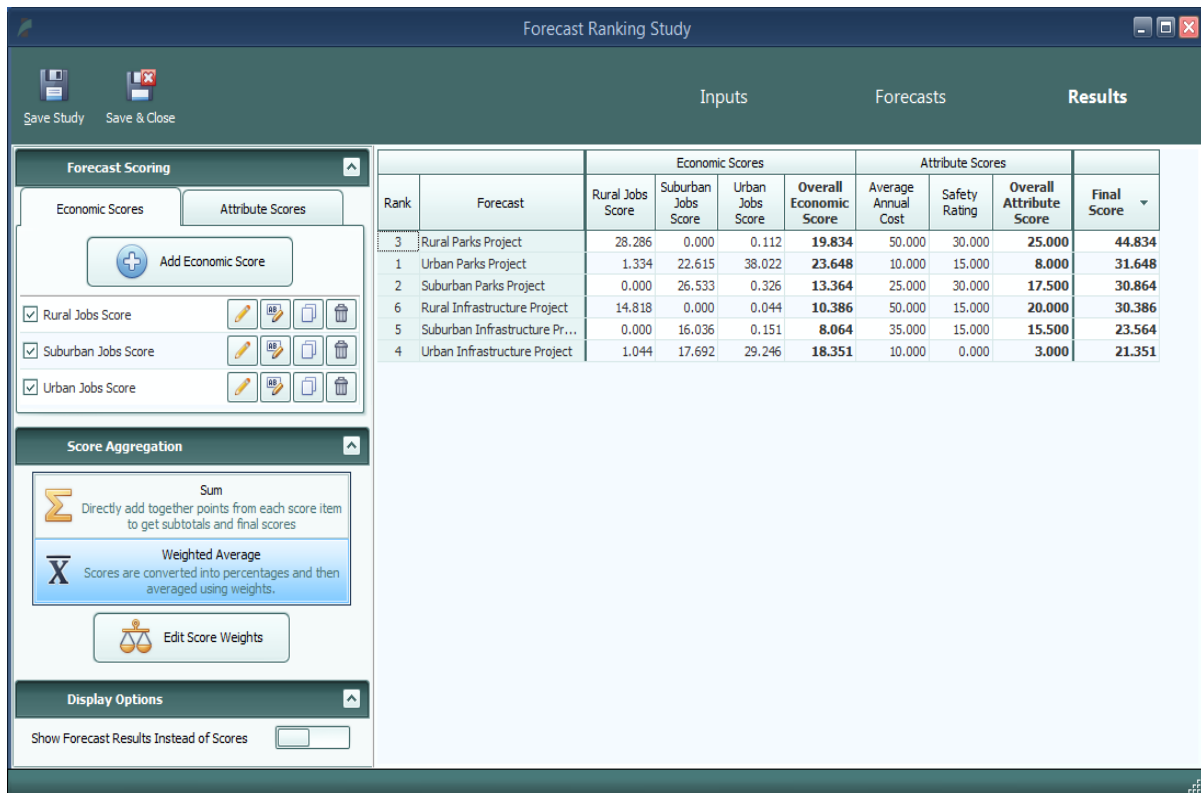 Forecast Ranking Study
Save Study
Save & Close
Inputs
Forecasts
Results
Forecast Scoring
Economic Scores
Attribute Scores
Add Economic Score
Rural Jobs Score
Suburban Jobs Score
Urban Jobs Score
Score Aggregation
Sum
Directly add together points from each score item
to get subtotals and final scores
Weighted Average
Scores are converted into percentages and then
averaged using weights.
Edit Score Weights
Display Options
Show Forecast Results Instead of Scores
Economic Scores Attribute Scores
Rank Forecast Rural Jobs Score Suburban Jobs Score Urban Jobs Score Overall Economic Score Average Annual Cost Safety Rating Overall Attribute Score Final Score
3 Rural Parks Project 28.286 0.000 0.112 19.834 50.000 30.000 25.000 44.834
1 Urban Parks Project 1.334 22.615 38.022 23.648 10.000 15.000 8.000 31.648
2 Suburban Parks Project 0.000 26.533 0.326 13.364 25.000 30.000 17.500 30.864
6 Rural Infrastructure Project 14.818 0.000 0.044 10.386 50.000 15.000 20.000 30.386
5 Suburban Infrastructure Pr... 0.000 16.036 0.151 8.064 35.000 15.000 15.500 23.564
4 Urban Infrastructure Project 1.044 17.692 29.246 18.351 10.000 0.000 3.000 21.351